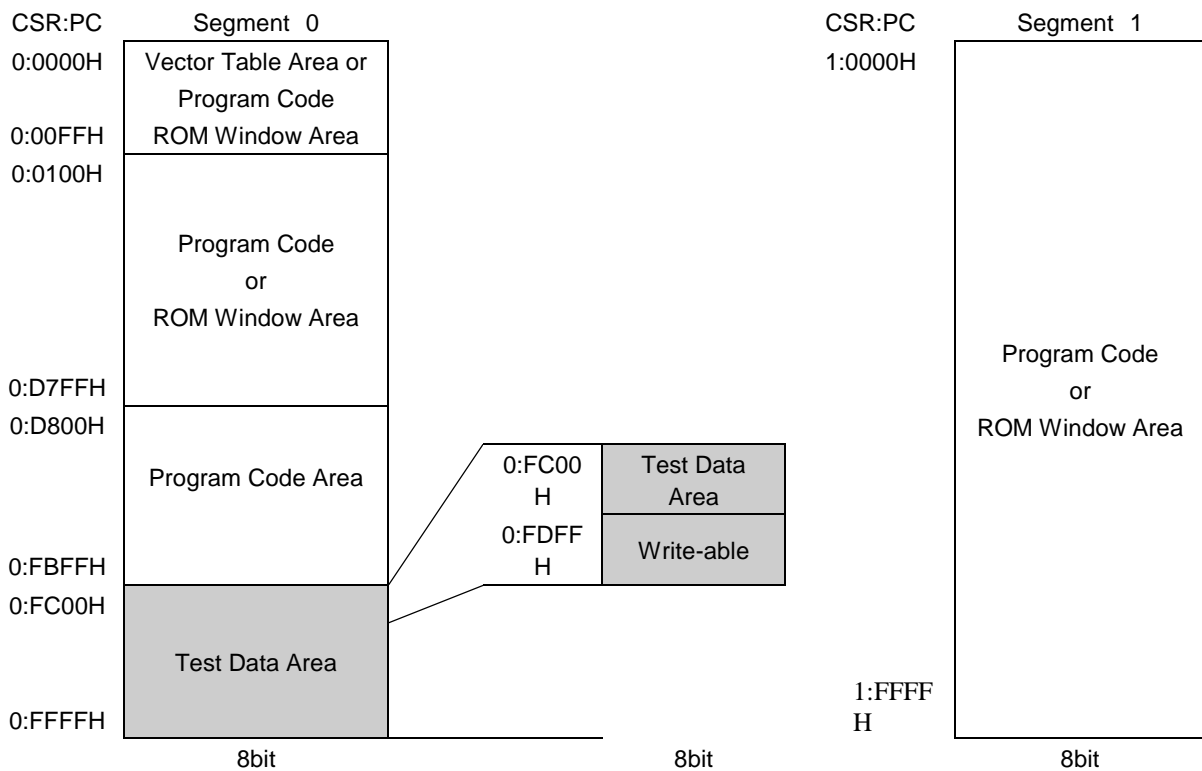 CSR:PC
Segment 0
0:0000H
Vector Table Area or
Program Code
0:00FFH
ROM Window Area
0:0100H
Program Code
or
ROM Window Area
0:D7FFH
0:D800H
Program Code Area
0:FBFFH
0:FC00H
Test Data Area
0:FFFFH
8bit
0:FC00
H
Test Data
Area
0:FDFF
H
Write-able
8bit
CSR:PC
Segment 1
1:0000H
Program Code
or
ROM Window Area
1:FFFF
H
8bit